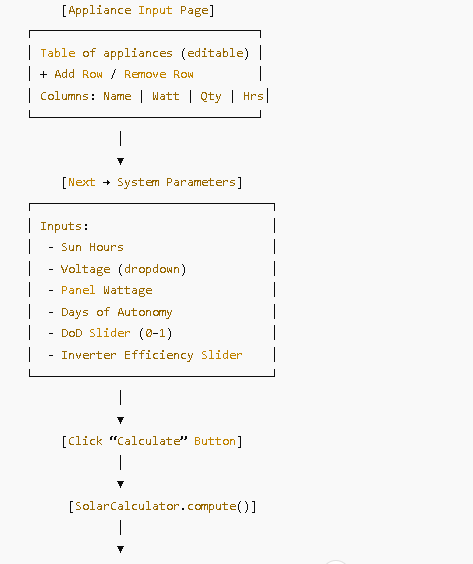 [Appliance Input Page]
Table of appliances (editable)
+ Add Row / Remove Row
Columns: Name | Watt | Qty | Hrs
[Next → System Parameters]
Inputs:
- Sun Hours
- Voltage (dropdown)
- Panel Wattage
- Days of Autonomy
- DoD Slider (0–1)
- Inverter Efficiency Slider
[Click “Calculate” Button]
[SolarCalculator.compute()]